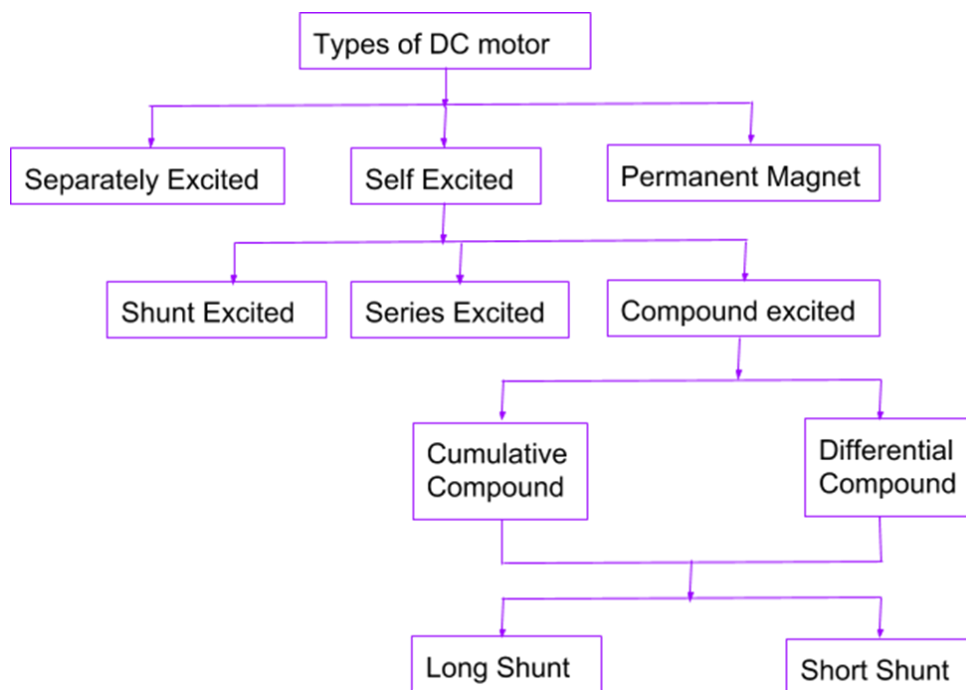 Types of DC motor
Separately Excited
Self Excited
Permanent Magnet
Shunt Excited
Series Excited
Compound excited
Cumulative
Compound
Differential
Compound
Long Shunt
Short Shunt